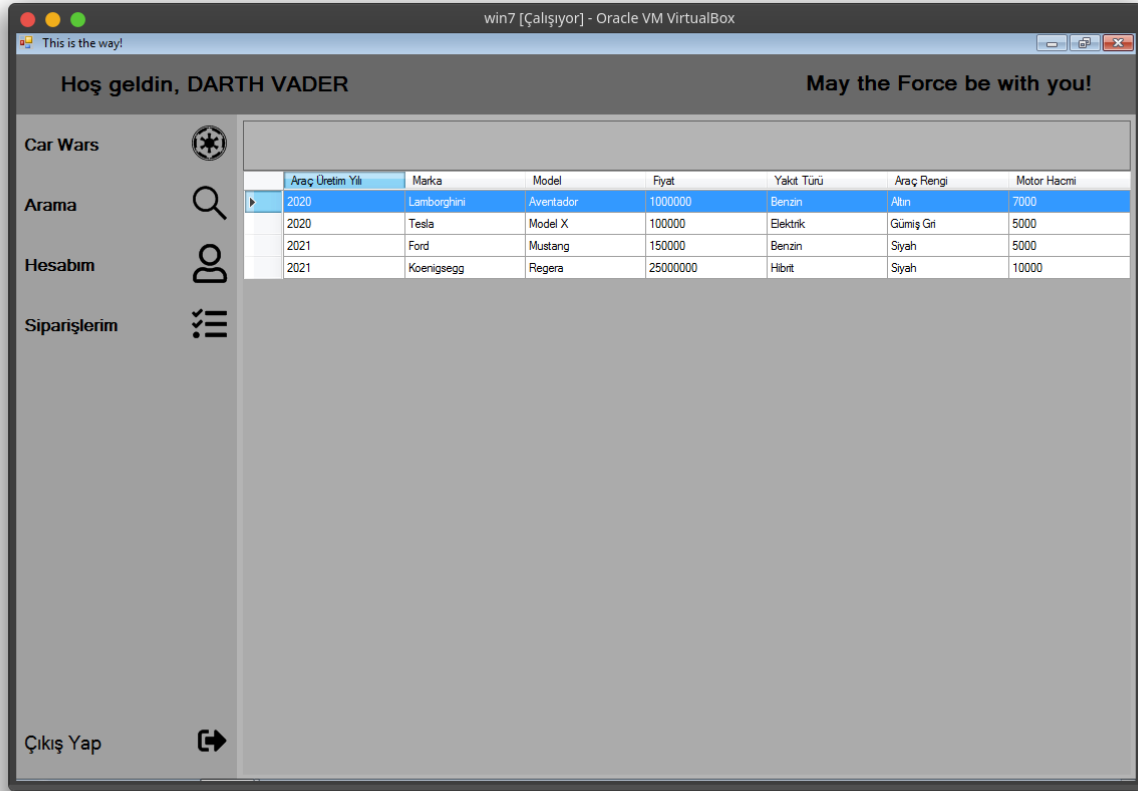 win7 [Çalışıyor] - Oracle VM VirtualBox
This is the way!
Hoş geldin, DARTH VADER
May the Force be with you!
Car Wars
Arama
Hesabım
Siparişlerim
Araç Üretim Yılı Marka Model Fiyat Yakıt Türü Araç Rengi Motor Hacmi
2020 Lamborghini Aventador 1000000 Benzin Altın 7000
2020 Tesla Model X 100000 Elektrik Gümiş Gri 5000
2021 Ford Mustang 150000 Benzin Siyah 5000
2021 Koenigsegg Regera 25000000 Hibrit Siyah 10000
Çıkış Yap